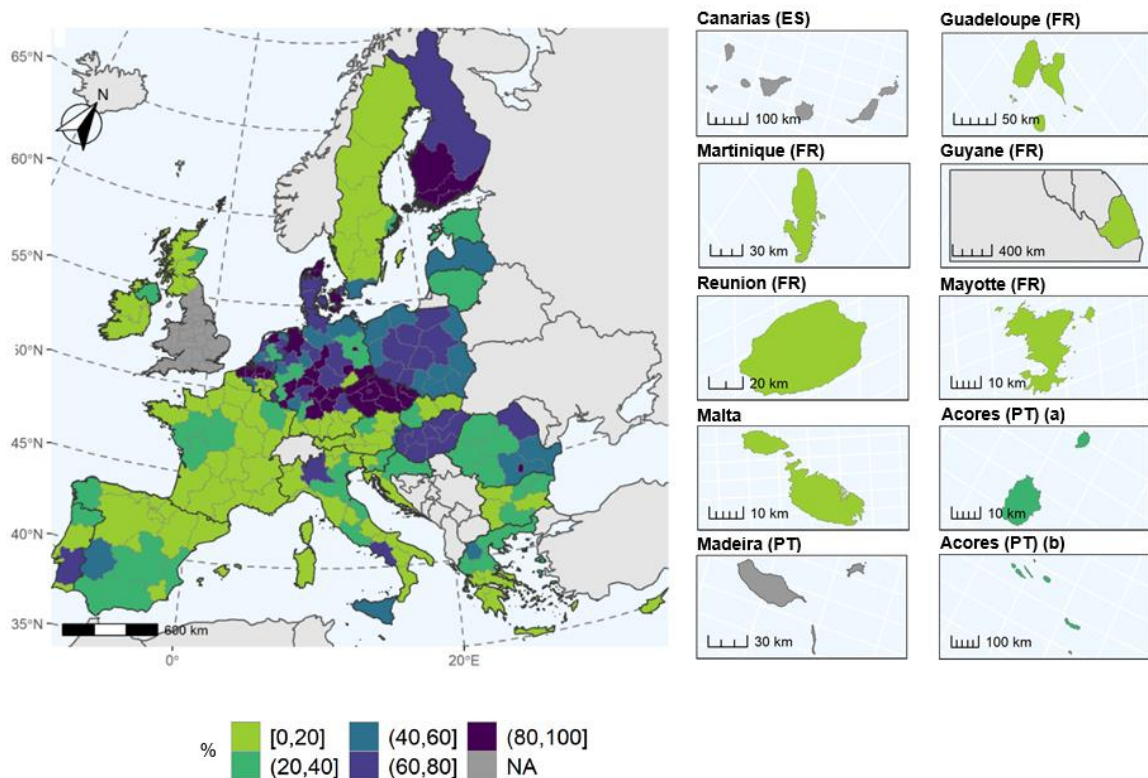 65°N
60°N
55°N
50°N
45°N
40°N
35°N
N
600 km
0°
20°E
Canarias (ES)
100 km
Guadeloupe (FR)
50 km
Martinique (FR)
30 km
Guyane (FR)
400 km
Reunion (FR)
20 km
Mayotte (FR)
10 km
Malta
10 km
Acores (PT) (a)
10 km
Madeira (PT)
30 km
Acores (PT) (b)
100 km
% [0,20] (40,60] (80,100]
(20,40] (60,80] NA